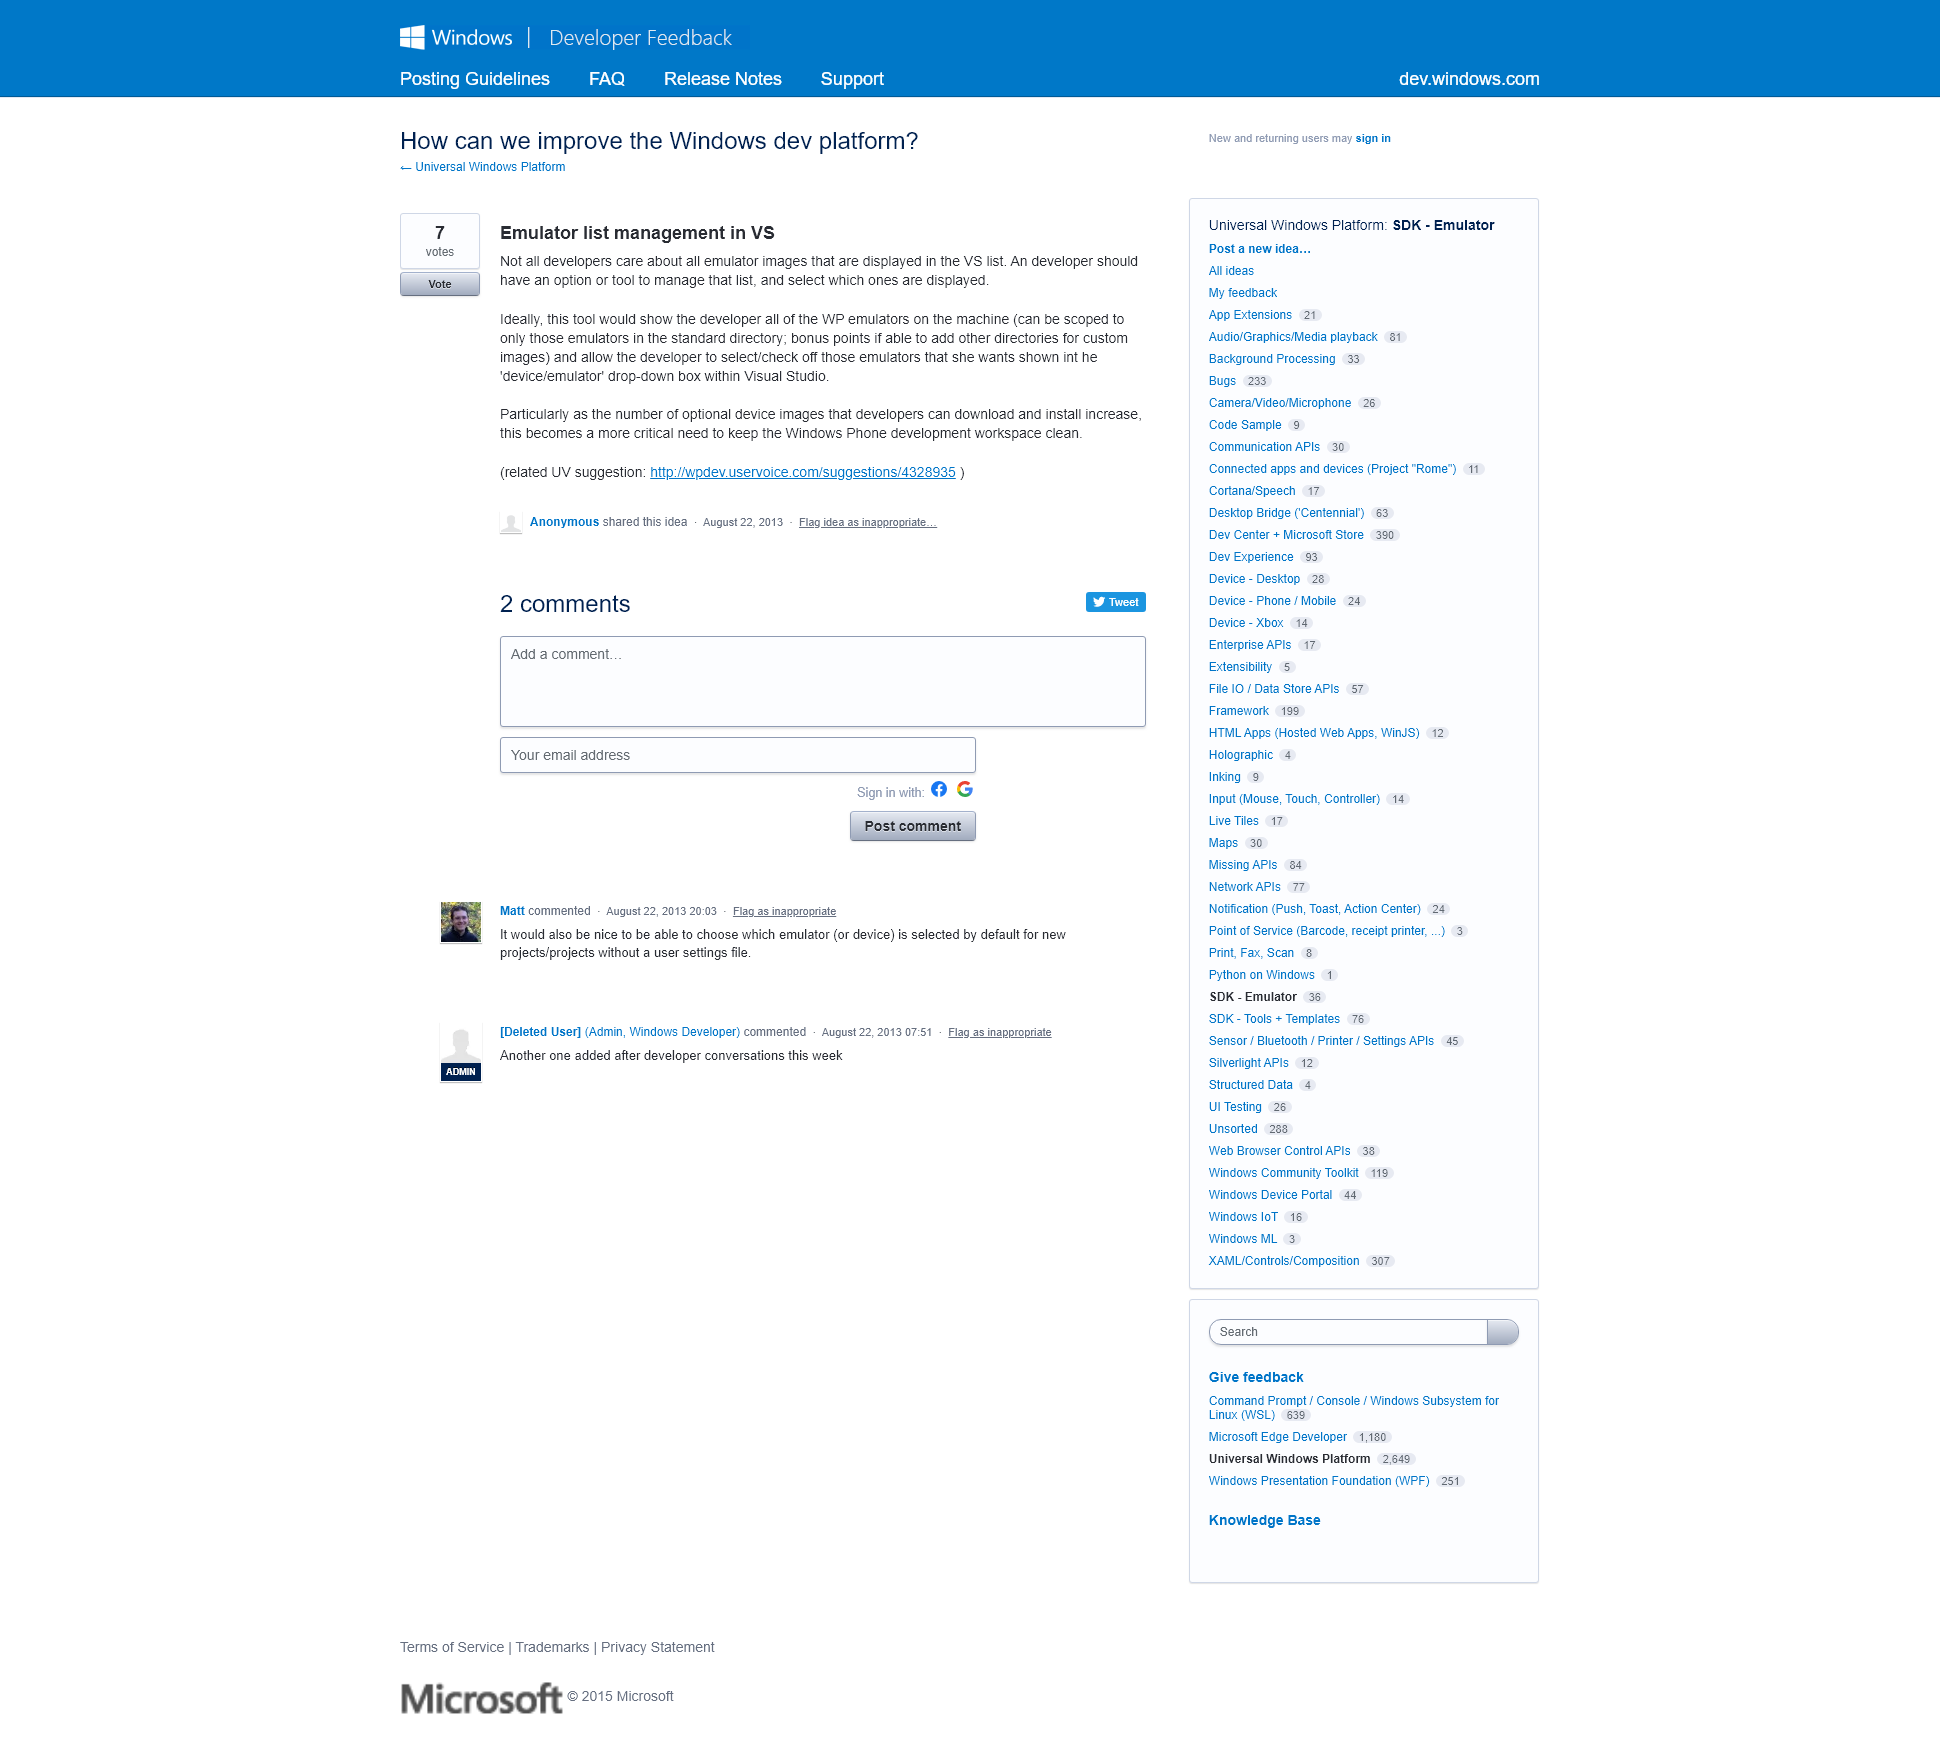 Windows | Developer Feedback
Posting Guidelines FAQ Release Notes Support dev.windows.com
How can we improve the Windows dev platform?
← Universal Windows Platform
New and returning users may sign in
7
votes
Vote
Emulator list management in VS
Not all developers care about all emulator images that are displayed in the VS list. An developer should
have an option or tool to manage that list, and select which ones are displayed.
Ideally, this tool would show the developer all of the WP emulators on the machine (can be scoped to
only those emulators in the standard directory; bonus points if able to add other directories for custom
images) and allow the developer to select/check off those emulators that she wants shown int he
'device/emulator' drop-down box within Visual Studio.
Particularly as the number of optional device images that developers can download and install increase,
this becomes a more critical need to keep the Windows Phone development workspace clean.
(related UV suggestion: http://wpdev.uservoice.com/suggestions/4328935 )
Anonymous shared this idea · August 22, 2013 · Flag idea as inappropriate…
2 comments
Tweet
Add a comment…
Your email address
Sign in with:
Post comment
Matt commented · August 22, 2013 20:03 · Flag as inappropriate
It would also be nice to be able to choose which emulator (or device) is selected by default for new
projects/projects without a user settings file.
[Deleted User] (Admin, Windows Developer) commented · August 22, 2013 07:51 · Flag as inappropriate
ADMIN
Another one added after developer conversations this week
Universal Windows Platform: SDK - Emulator
Post a new idea…
All ideas
My feedback
App Extensions 21
Audio/Graphics/Media playback 81
Background Processing 33
Bugs 233
Camera/Video/Microphone 26
Code Sample 9
Communication APIs 30
Connected apps and devices (Project "Rome") 11
Cortana/Speech 17
Desktop Bridge ('Centennial') 63
Dev Center + Microsoft Store 390
Dev Experience 93
Device - Desktop 28
Device - Phone / Mobile 24
Device - Xbox 14
Enterprise APIs 17
Extensibility 5
File IO / Data Store APIs 57
Framework 199
HTML Apps (Hosted Web Apps, WinJS) 12
Holographic 4
Inking 9
Input (Mouse, Touch, Controller) 14
Live Tiles 17
Maps 30
Missing APIs 84
Network APIs 77
Notification (Push, Toast, Action Center) 24
Point of Service (Barcode, receipt printer, ...) 3
Print, Fax, Scan 8
Python on Windows 1
SDK - Emulator 36
SDK - Tools + Templates 76
Sensor / Bluetooth / Printer / Settings APIs 45
Silverlight APIs 12
Structured Data 4
UI Testing 26
Unsorted 288
Web Browser Control APIs 38
Windows Community Toolkit 119
Windows Device Portal 44
Windows IoT 16
Windows ML 3
XAML/Controls/Composition 307
Search
Give feedback
Command Prompt / Console / Windows Subsystem for
Linux (WSL) 639
Microsoft Edge Developer 1,180
Universal Windows Platform 2,649
Windows Presentation Foundation (WPF) 251
Knowledge Base
Terms of Service | Trademarks | Privacy Statement
Microsoft © 2015 Microsoft